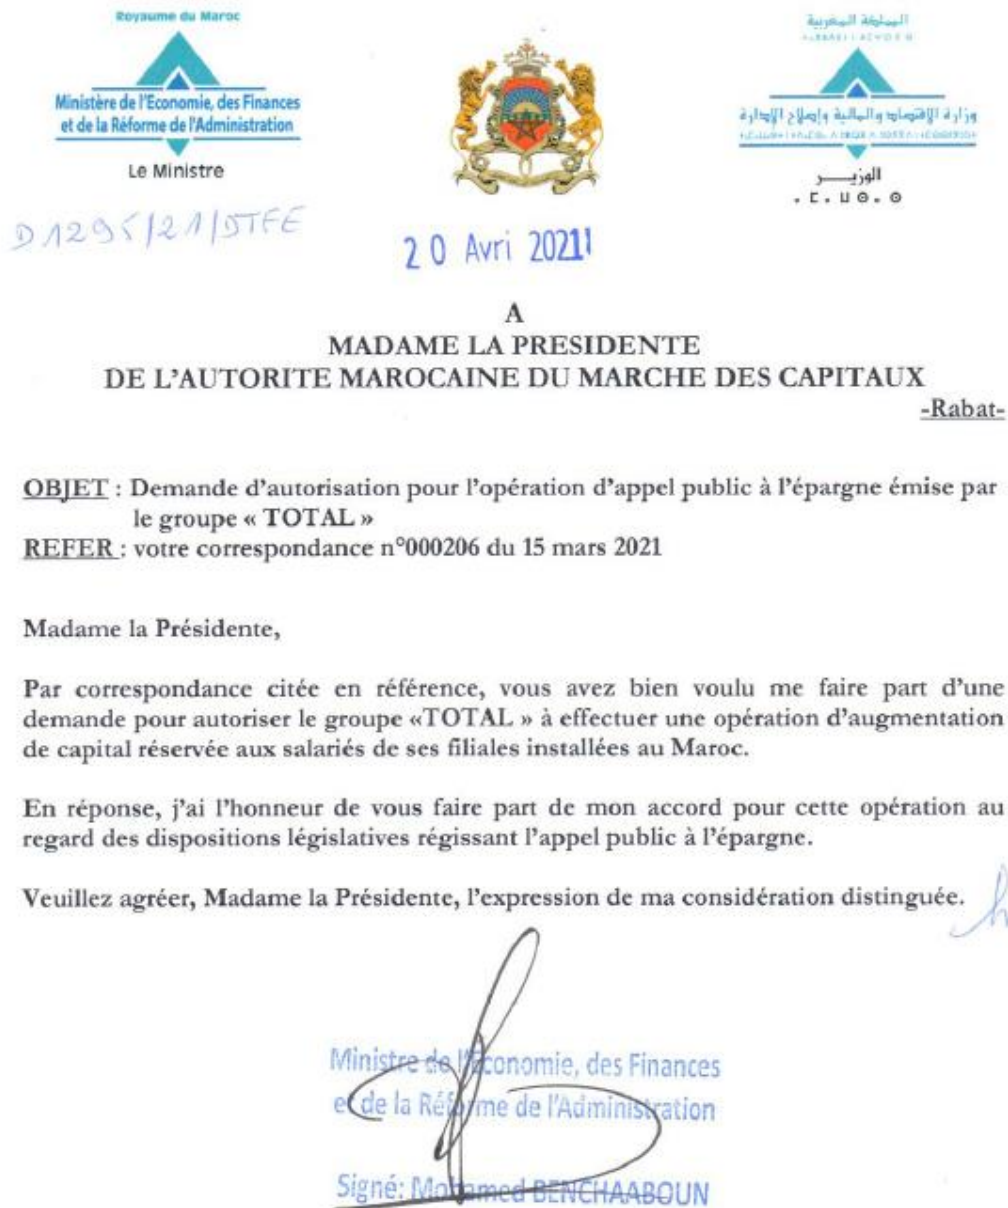 Royaume du Maroc
Ministère de l'Economie, des Finances
et de la Réforme de l'Administration
Le Ministre
المملكة المغربية
وزارة الاقتصاد والمالية وإصلاح الإدارة
الوزيـــر
D1295/21/DTFE
20 Avri 2021
A
MADAME LA PRESIDENTE
DE L'AUTORITE MAROCAINE DU MARCHE DES CAPITAUX
-Rabat-
OBJET : Demande d'autorisation pour l'opération d'appel public à l'épargne émise par
le groupe « TOTAL »
REFER : votre correspondance n°000206 du 15 mars 2021
Madame la Présidente,
Par correspondance citée en référence, vous avez bien voulu me faire part d'une
demande pour autoriser le groupe «TOTAL » à effectuer une opération d'augmentation
de capital réservée aux salariés de ses filiales installées au Maroc.
En réponse, j'ai l'honneur de vous faire part de mon accord pour cette opération au
regard des dispositions législatives régissant l'appel public à l'épargne.
Veuillez agréer, Madame la Présidente, l'expression de ma considération distinguée.
Ministre de l'Economie, des Finances
et de la Réforme de l'Administration
Signé: Mohamed BENCHAABOUN